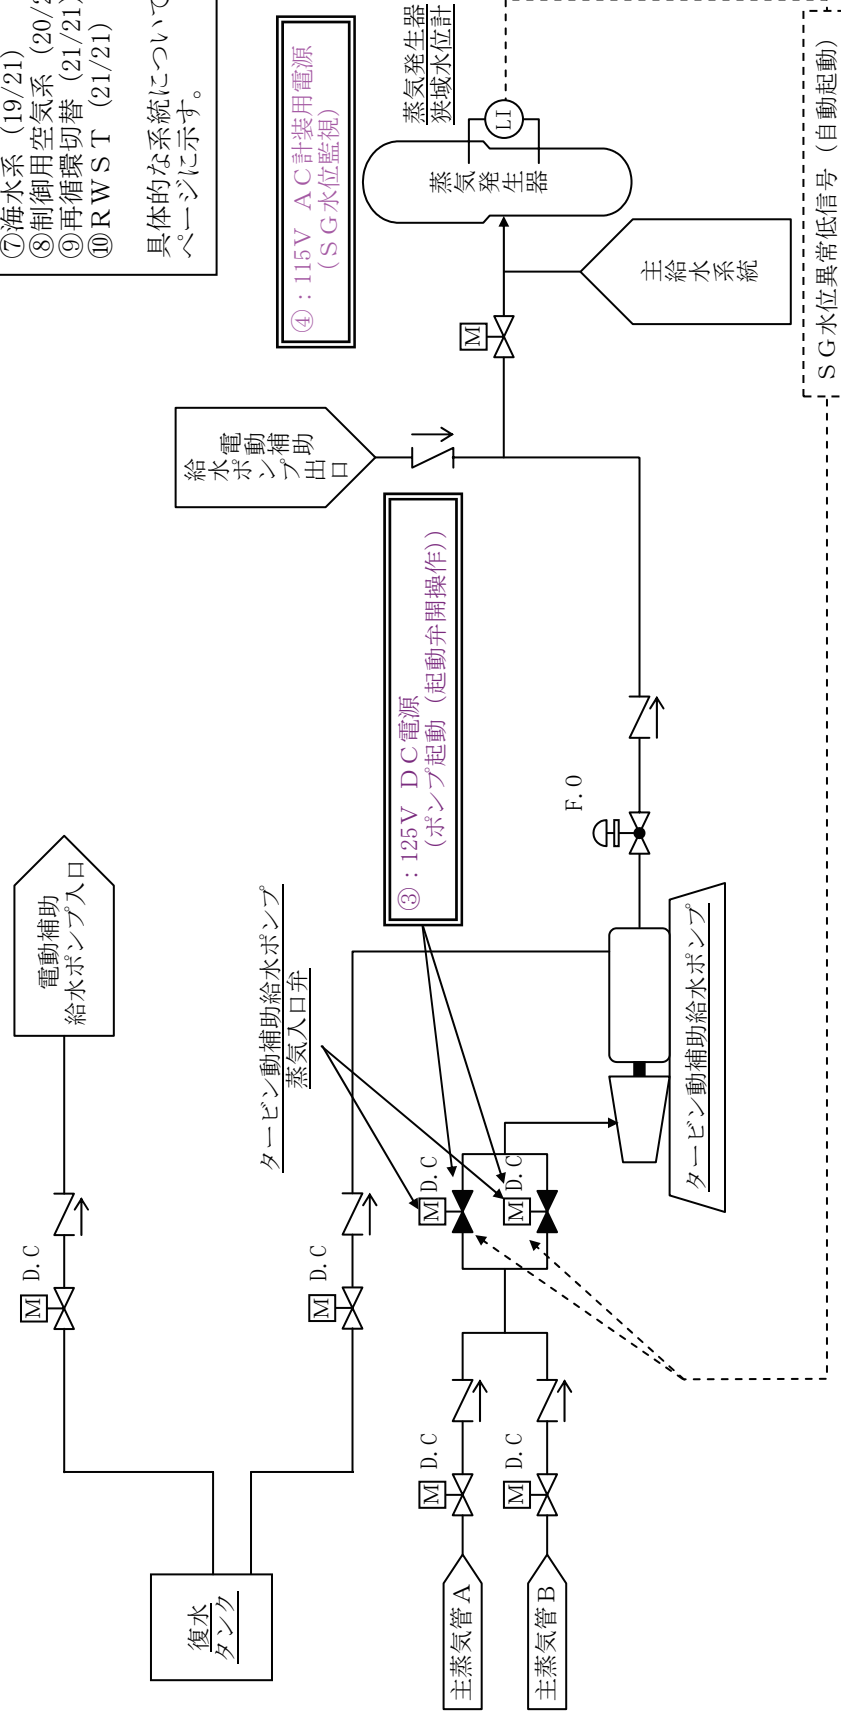 ⑦海水系 (19/21)
⑧制御用空気系 (20/2
⑨再循環切替 (21/21)
⑩RWST (21/21)
具体的な系統について
ページに示す。
④:115V AC計装用電源
(SG水位監視)
蒸気発生器
狭域水位計
LI
蒸気発生器
SG水位異常低信号(自動起動)
主給水系統
M
電動補助
給水ポンプ出口
③:125V DC電源
(ポンプ起動(起動弁開操作))
F.O
電動補助
給水ポンプ入口
M D.C
タービン動補助給水ポンプ
蒸気入口弁
M D.C
M D.C
M D.C
タービン動補助給水ポンプ
M D.C
M D.C
復水
タンク
主蒸気管A
主蒸気管B